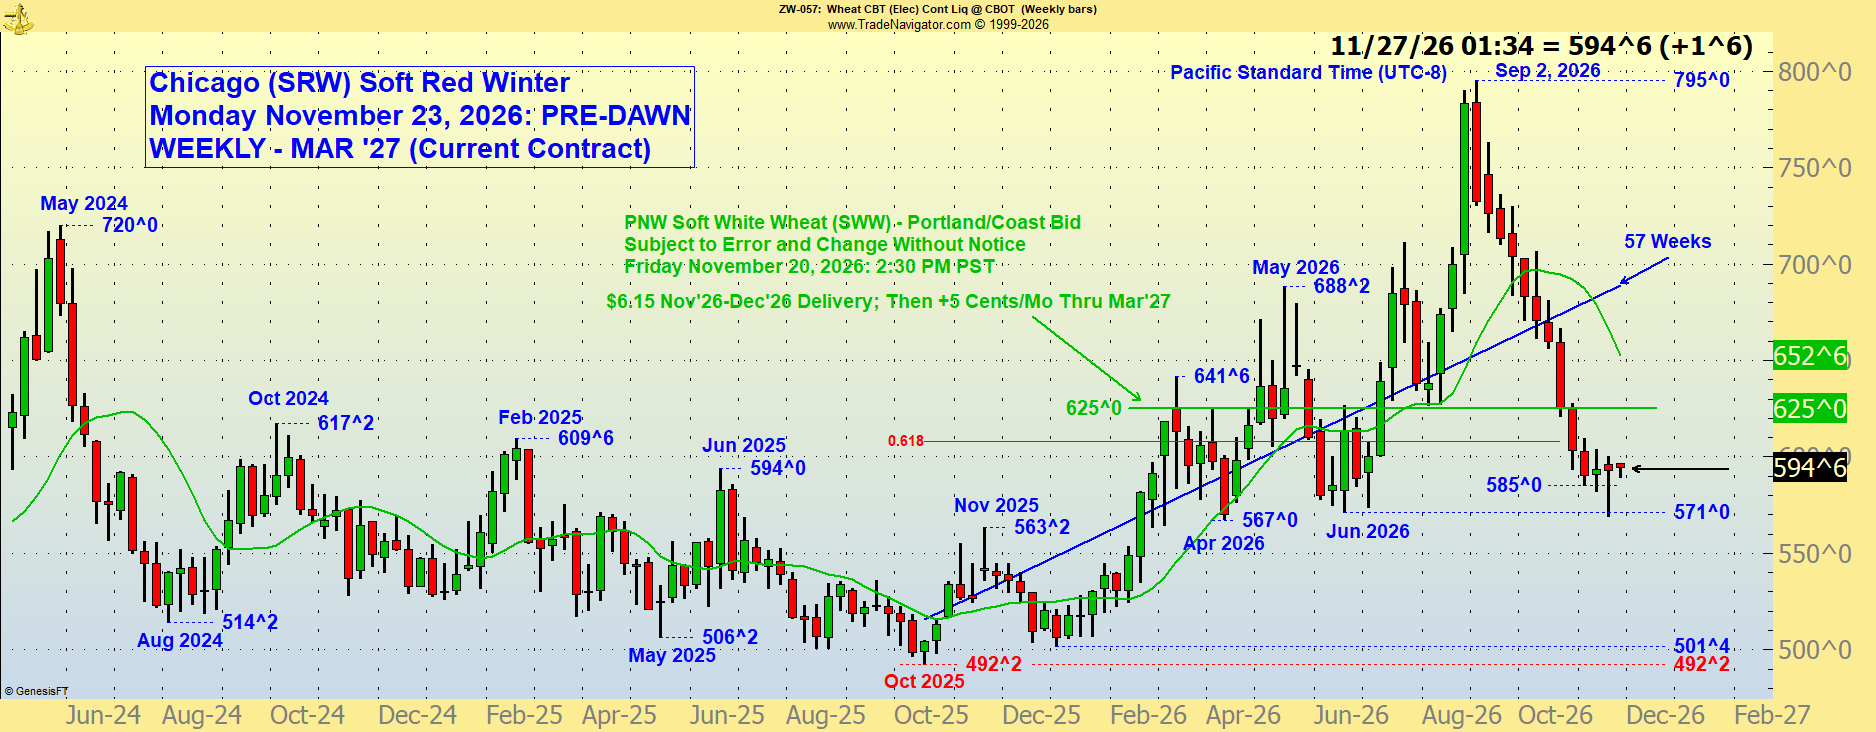 ZW-057: Wheat CBT (Elec) Cont Liq @ CBOT (Weekly bars)
www.TradeNavigator.com © 1999-2026
11/27/26 01:34 = 594^6 (+1^6)
Pacific Standard Time (UTC-8)
Sep 2, 2026
795^0
Chicago (SRW) Soft Red Winter
Monday November 23, 2026: PRE-DAWN
WEEKLY - MAR '27 (Current Contract)
May 2024
720^0
PNW Soft White Wheat (SWW) - Portland/Coast Bid
Subject to Error and Change Without Notice
Friday November 20, 2026: 2:30 PM PST
$6.15 Nov'26-Dec'26 Delivery; Then +5 Cents/Mo Thru Mar'27
57 Weeks
May 2026
688^2
641^6
625^0
0.618
Oct 2024
617^2
Feb 2025
609^6
Jun 2025
594^0
Nov 2025
563^2
567^0
Apr 2026
Jun 2026
585^0
571^0
514^2
Aug 2024
506^2
May 2025
492^2
Oct 2025
501^4
492^2
800^0
750^0
700^0
652^6
625^0
594^6
550^0
500^0
© GenesisFT
Jun-24
Aug-24
Oct-24
Dec-24
Feb-25
Apr-25
Jun-25
Aug-25
Oct-25
Dec-25
Feb-26
Apr-26
Jun-26
Aug-26
Oct-26
Dec-26
Feb-27